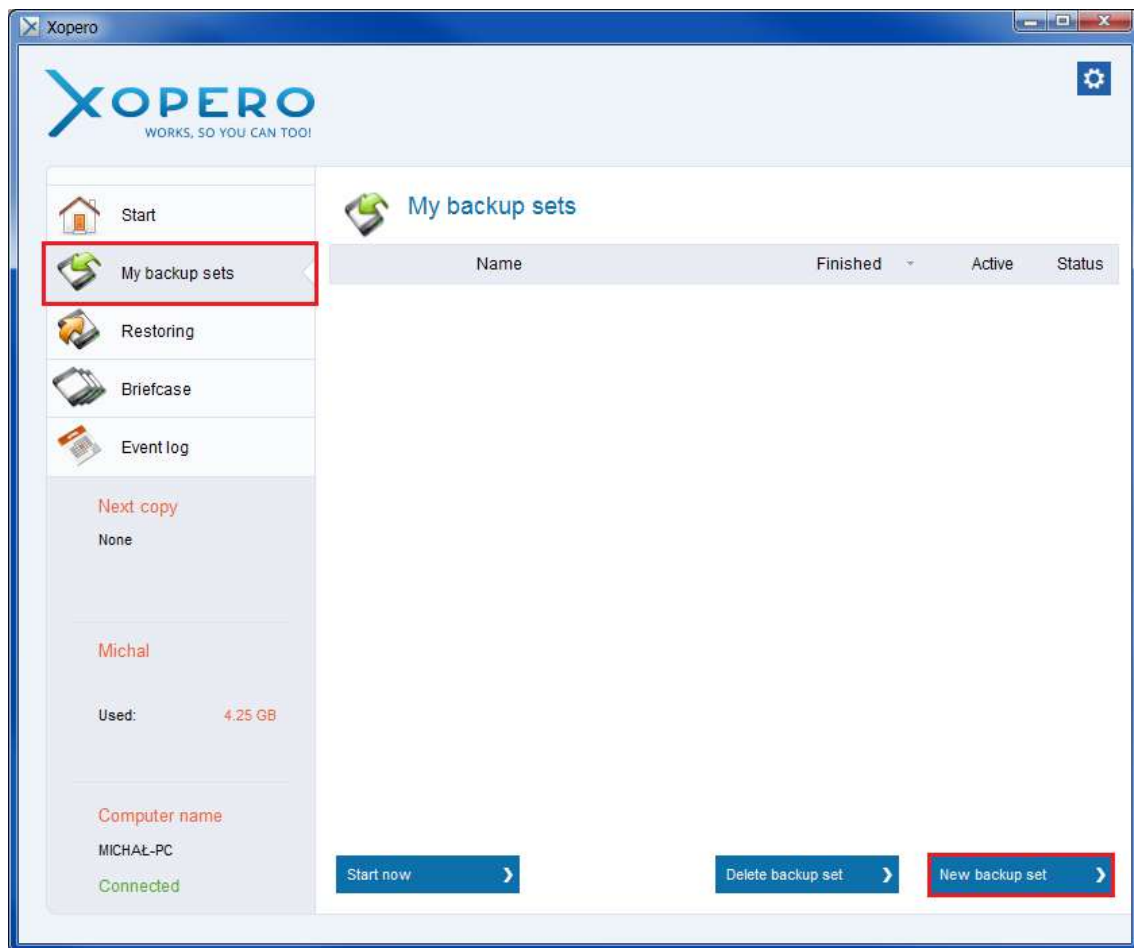 Xopero
XOPERO
WORKS, SO YOU CAN TOO!
Start
My backup sets
Restoring
Briefcase
Event log
Next copy
None
Michal
Used: 4.25 GB
Computer name
MICHAŁ-PC
Connected
My backup sets
Name Finished Active Status
Start now Delete backup set New backup set